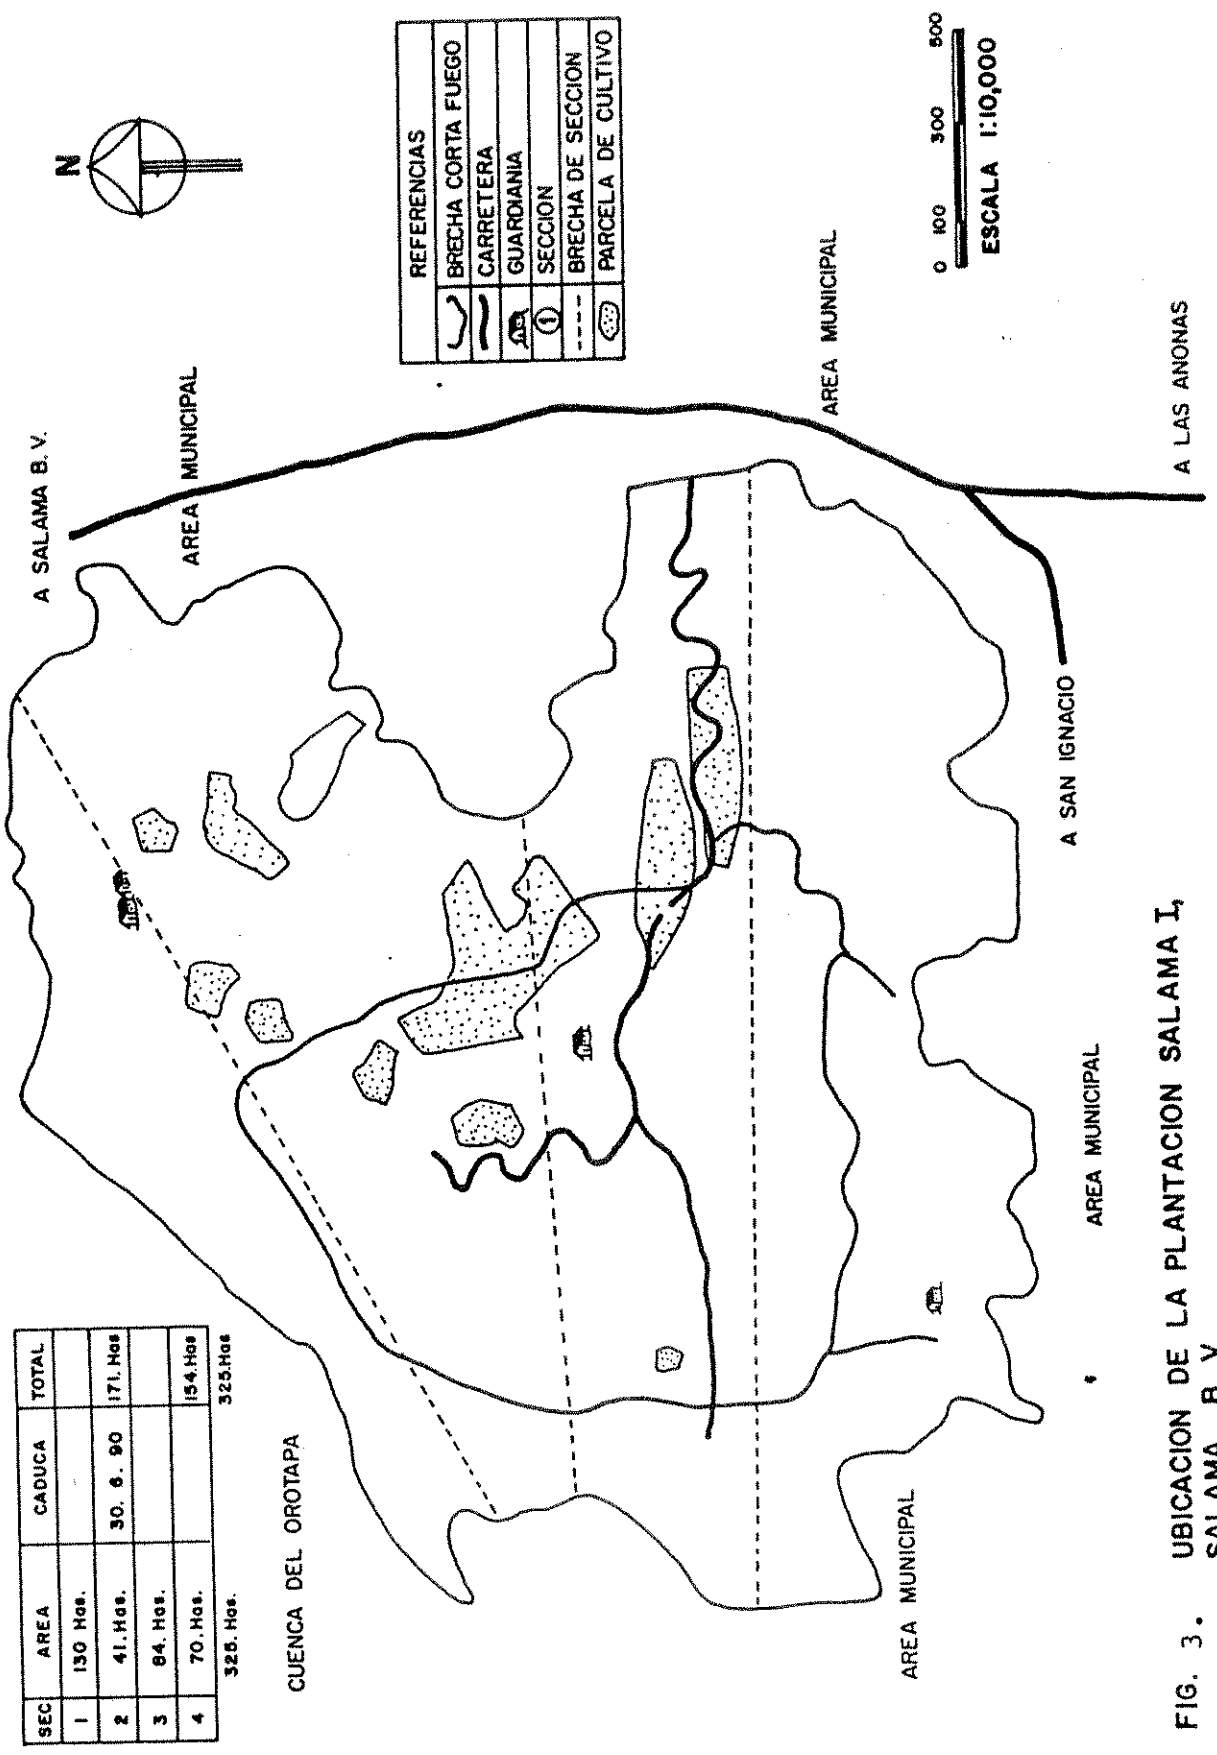 SEC AREA CADUCA TOTAL
1 130 Has.
2 41. Has. 30. 6. 90 171. Has
3 84. Has.
4 70. Has. 154. Has
325. Has. 325. Has
CUENCA DEL OROTAPA
A SALAMA B. V.
AREA MUNICIPAL
N
REFERENCIAS
BRECHA CORTA FUEGO
CARRETERA
GUARDIANIA
1 SECCION
BRECHA DE SECCION
PARCELA DE CULTIVO
AREA MUNICIPAL
0 100 300 500
ESCALA 1:10,000
A LAS ANONAS
A SAN IGNACIO
AREA MUNICIPAL
AREA MUNICIPAL
FIG. 3. UBICACION DE LA PLANTACION SALAMA I,
SALAMA B. V.